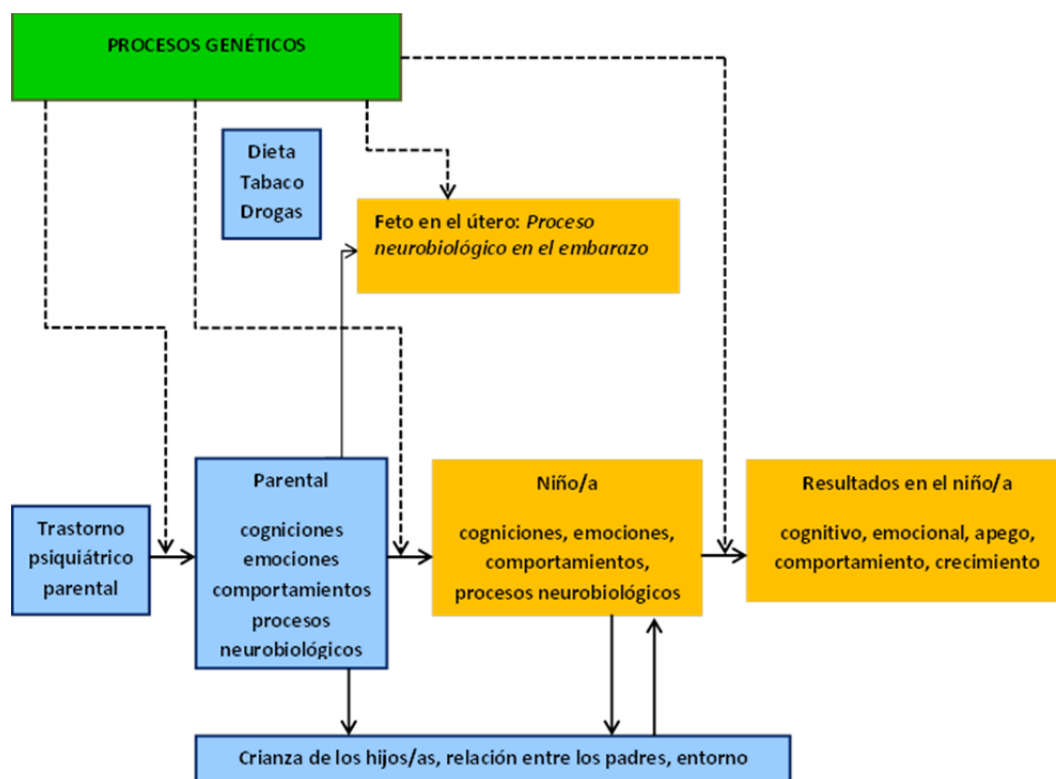 PROCESOS GENÉTICOS
Dieta
Tabaco
Drogas
Feto en el útero: Proceso
neurobiológico en el embarazo
Trastorno
psiquiátrico
parental
Parental
cogniciones
emociones
comportamientos
procesos
neurobiológicos
Niño/a
cogniciones, emociones,
comportamientos,
procesos neurobiológicos
Resultados en el niño/a
cognitivo, emocional, apego,
comportamiento, crecimiento
Crianza de los hijos/as, relación entre los padres, entorno